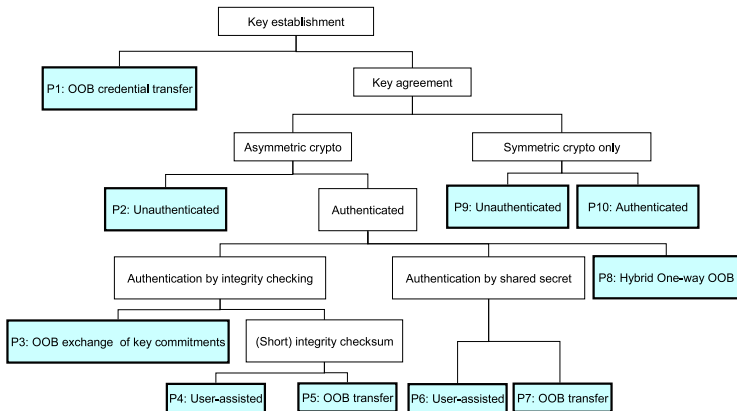 Key establishment
P1: OOB credential transfer
Key agreement
Asymmetric crypto
Symmetric crypto only
P2: Unauthenticated
Authenticated
P9: Unauthenticated
P10: Authenticated
Authentication by integrity checking
Authentication by shared secret
P8: Hybrid One-way OOB
P3: OOB exchange of key commitments
(Short) integrity checksum
P4: User-assisted
P5: OOB transfer
P6: User-assisted
P7: OOB transfer